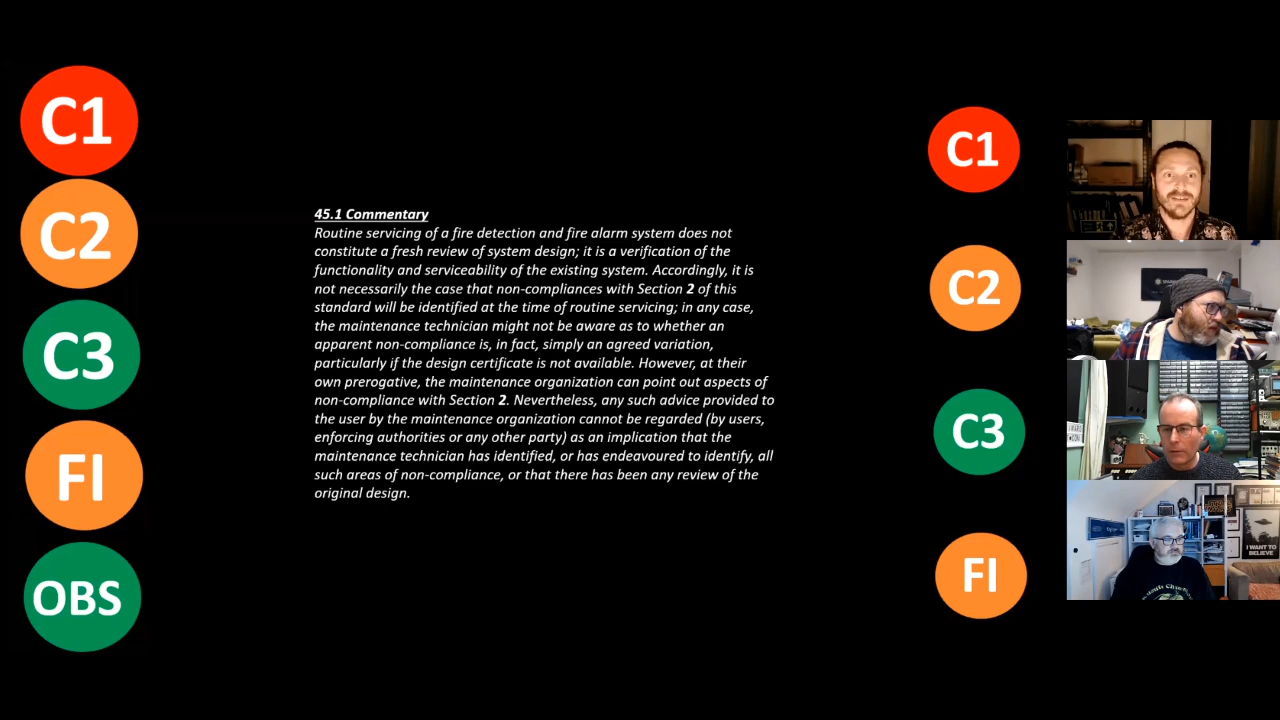 C1
C2
C3
FI
OBS
45.1 Commentary
Routine servicing of a fire detection and fire alarm system does not
constitute a fresh review of system design; it is a verification of the
functionality and serviceability of the existing system. Accordingly, it is
not necessarily the case that non-compliances with Section 2 of this
standard will be identified at the time of routine servicing; in any case,
the maintenance technician might not be aware as to whether an
apparent non-compliance is, in fact, simply an agreed variation,
particularly if the design certificate is not available. However, at their
own prerogative, the maintenance organization can point out aspects of
non-compliance with Section 2. Nevertheless, any such advice provided to
the user by the maintenance organization cannot be regarded (by users,
enforcing authorities or any other party) as an implication that the
maintenance technician has identified, or has endeavoured to identify, all
such areas of non-compliance, or that there has been any review of the
original design.
C1
C2
C3
FI
I WANT TO
BELIEVE